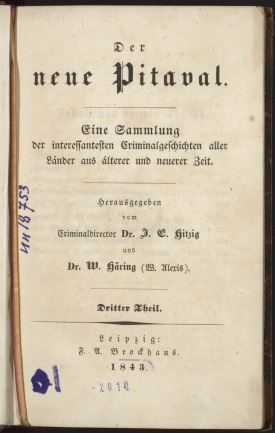 Der
neue Pitaval.
Eine Sammlung
der interessantesten Criminalgeschichten aller
Länder aus älterer und neuerer Zeit.
Herausgegeben
vom
Criminaldirector Dr. J. E. Hitzig
und
Dr. W. Häring (W. Alexis).
Dritter Theil.
Leipzig:
F. A. Brockhaus.
1843.